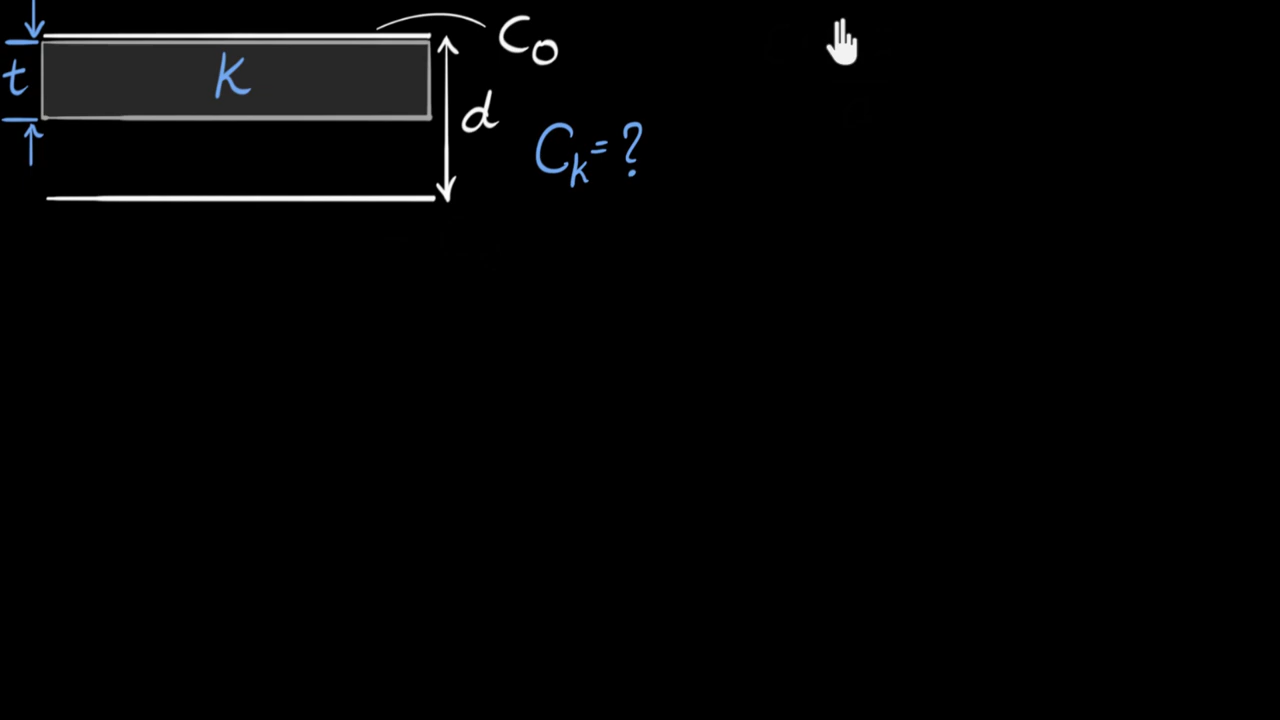 C₀
t
K
d
Cₖ = ?